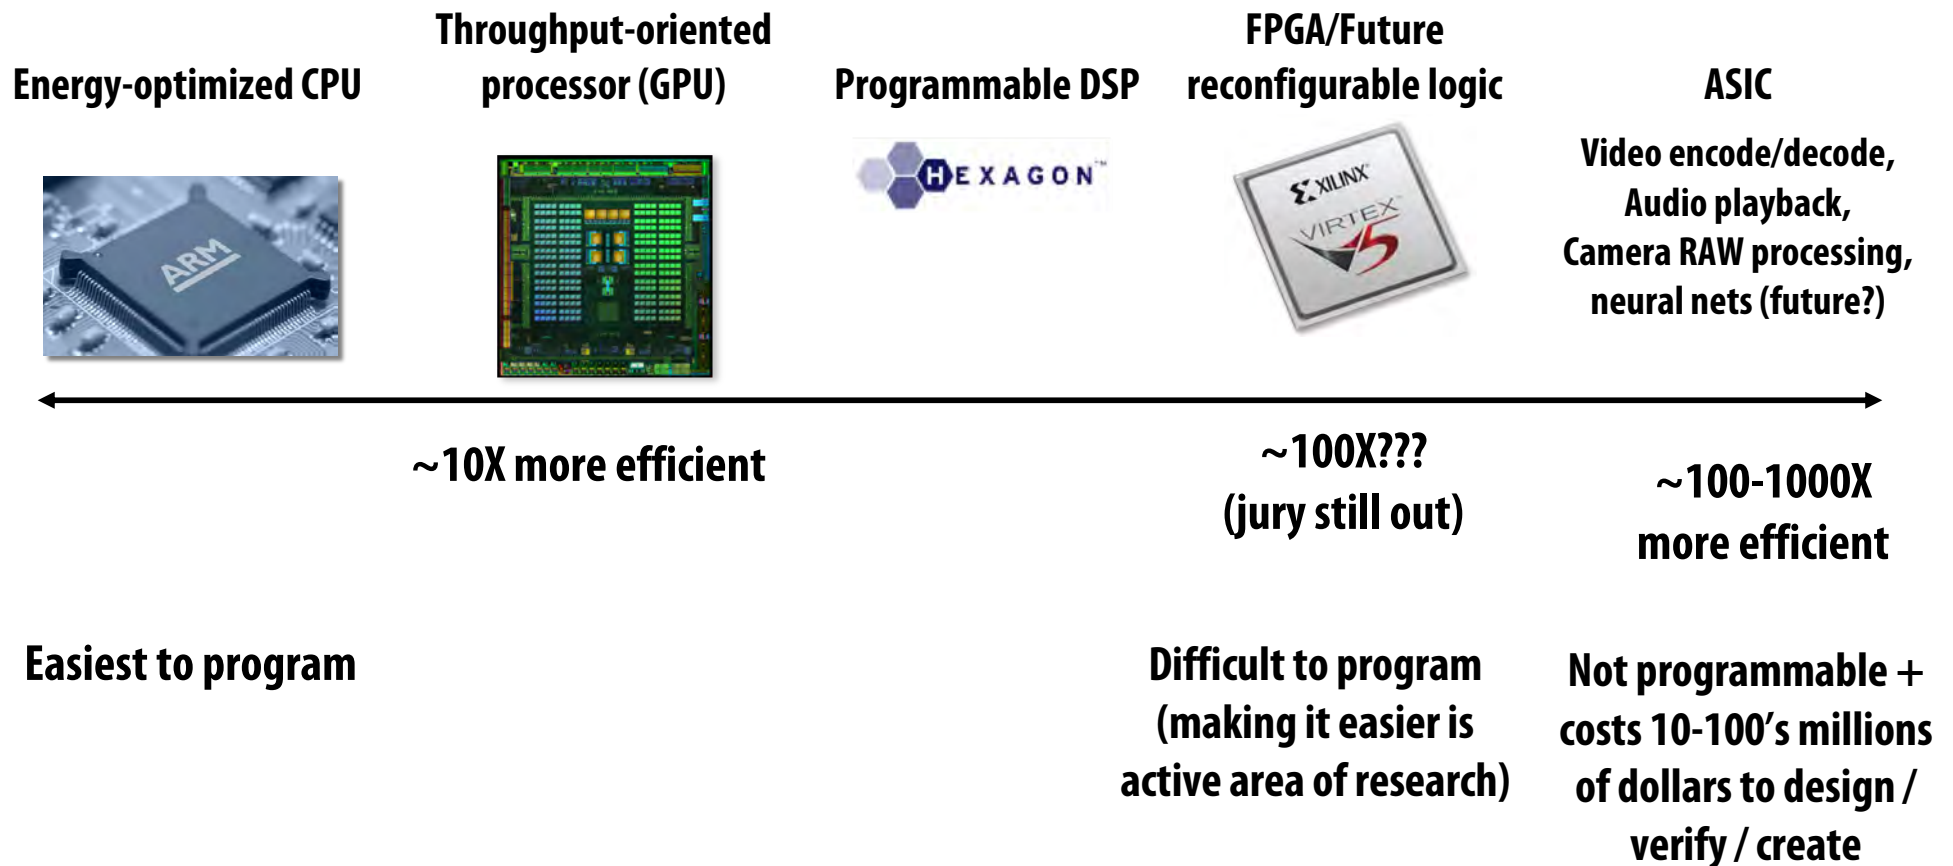 Energy-optimized CPU
Throughput-oriented
processor (GPU)
Programmable DSP
FPGA/Future
reconfigurable logic
ASIC
Video encode/decode,
Audio playback,
Camera RAW processing,
neural nets (future?)
ARM
HEXAGON™
XILINX
VIRTEX
5
~10X more efficient
~100X???
(jury still out)
~100-1000X
more efficient
Easiest to program
Difficult to program
(making it easier is
active area of research)
Not programmable +
costs 10-100’s millions
of dollars to design /
verify / create